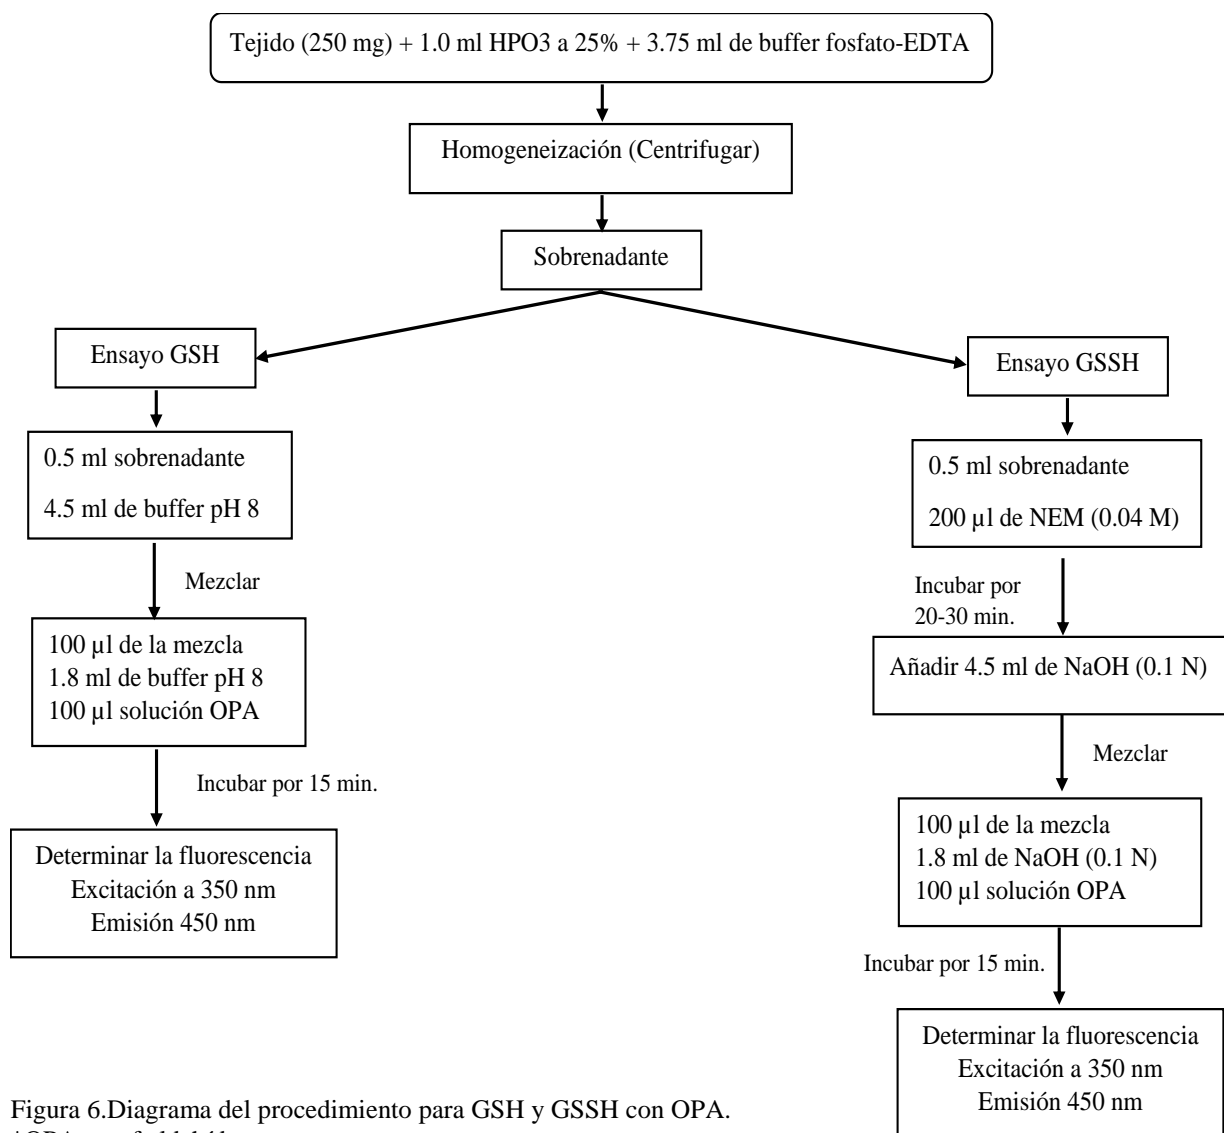 Tejido (250 mg) + 1.0 ml HPO3 a 25% + 3.75 ml de buffer fosfato-EDTA
Homogeneización (Centrifugar)
Sobrenadante
Ensayo GSH
0.5 ml sobrenadante
4.5 ml de buffer pH 8
Mezclar
100 µl de la mezcla
1.8 ml de buffer pH 8
100 µl solución OPA
Incubar por 15 min.
Determinar la fluorescencia
Excitación a 350 nm
Emisión 450 nm
Ensayo GSSH
0.5 ml sobrenadante
200 µl de NEM (0.04 M)
Incubar por
20-30 min.
Añadir 4.5 ml de NaOH (0.1 N)
Mezclar
100 µl de la mezcla
1.8 ml de NaOH (0.1 N)
100 µl solución OPA
Incubar por 15 min.
Determinar la fluorescencia
Excitación a 350 nm
Emisión 450 nm
Figura 6.Diagrama del procedimiento para GSH y GSSH con OPA.